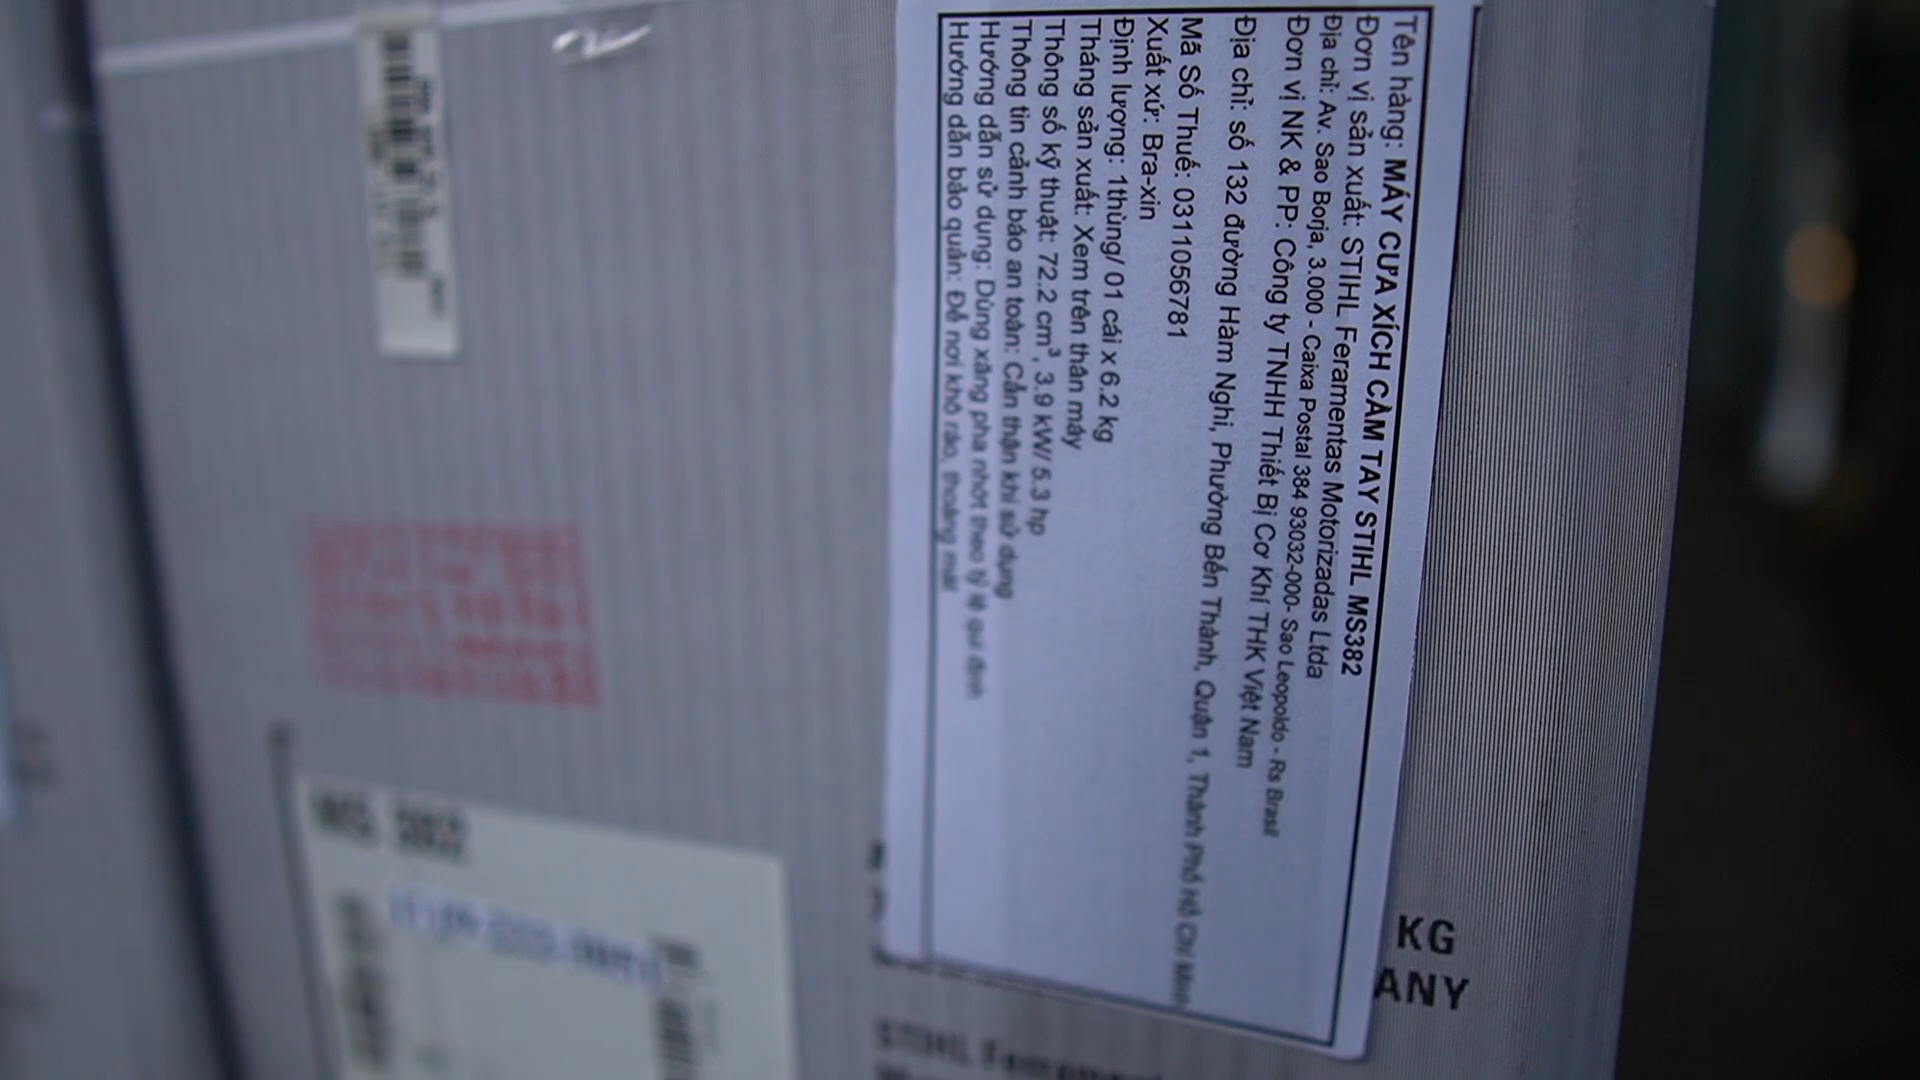 Tên hàng: MÁY CƯA XÍCH CẦM TAY STIHL MS382
Đơn vị sản xuất: STIHL Feramentas Motorizadas Ltda
Địa chỉ: Av. Sao Borja, 3.000 - Caixa Postal 384 93032-000- Sao Leopoldo - Rs Brasil
Đơn vị NK & PP: Công ty TNHH Thiết Bị Cơ Khí THK Việt Nam
Địa chỉ: số 132 đường Hàm Nghi, Phường Bến Thành, Quận 1, Thành Phố Hồ Chí Minh
Mã Số Thuế: 0311056781
Xuất xứ: Bra-xin
Định lượng: 1thùng/ 01 cái x 6.2 kg
Tháng sản xuất: Xem trên thân máy
Thông số kỹ thuật: 72.2 cm³, 3.9 kW/ 5.3 hp
Thông tin cảnh báo an toàn: Cẩn thận khi sử dụng
Hướng dẫn sử dụng: Dùng xăng pha nhớt theo tỷ lệ qui định
Hướng dẫn bảo quản: Để nơi khô ráo, thoáng mát
KG
ANY
MS 382
STIHL